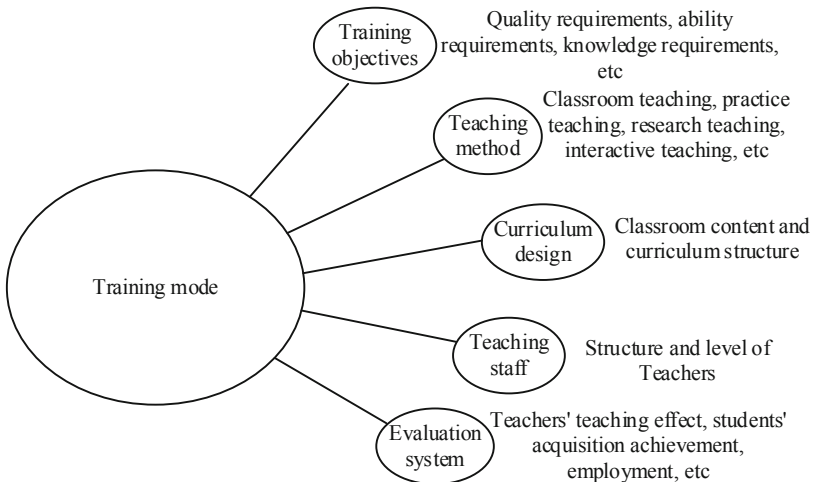 Training
objectives
Quality requirements, ability
requirements, knowledge requirements,
etc
Teaching
method
Classroom teaching, practice
teaching, research teaching,
interactive teaching, etc
Training mode
Curriculum
design
Classroom content and
curriculum structure
Teaching
staff
Structure and level of
Teachers
Evaluation
system
Teachers' teaching effect, students'
acquisition achievement,
employment, etc